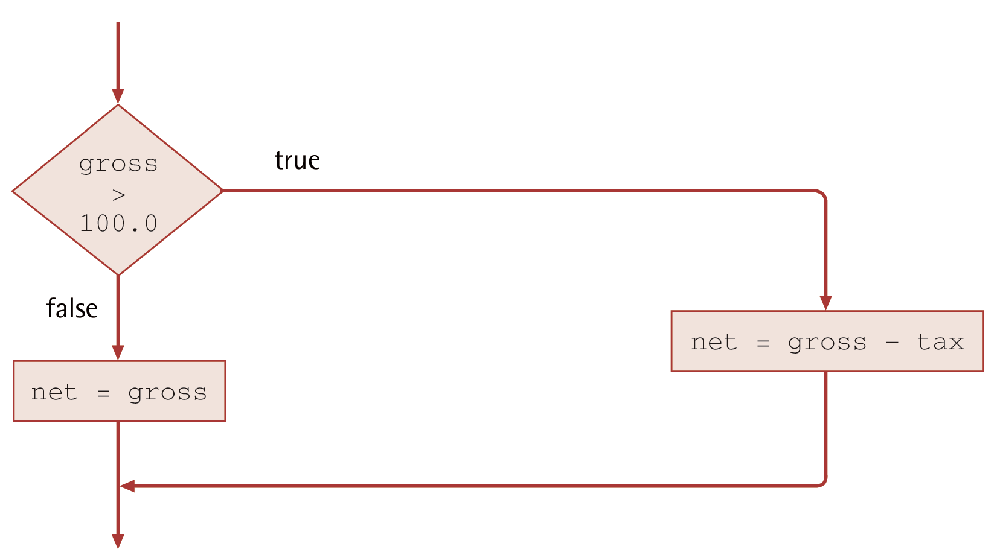 gross
>
100.0
true
false
net = gross - tax
net = gross